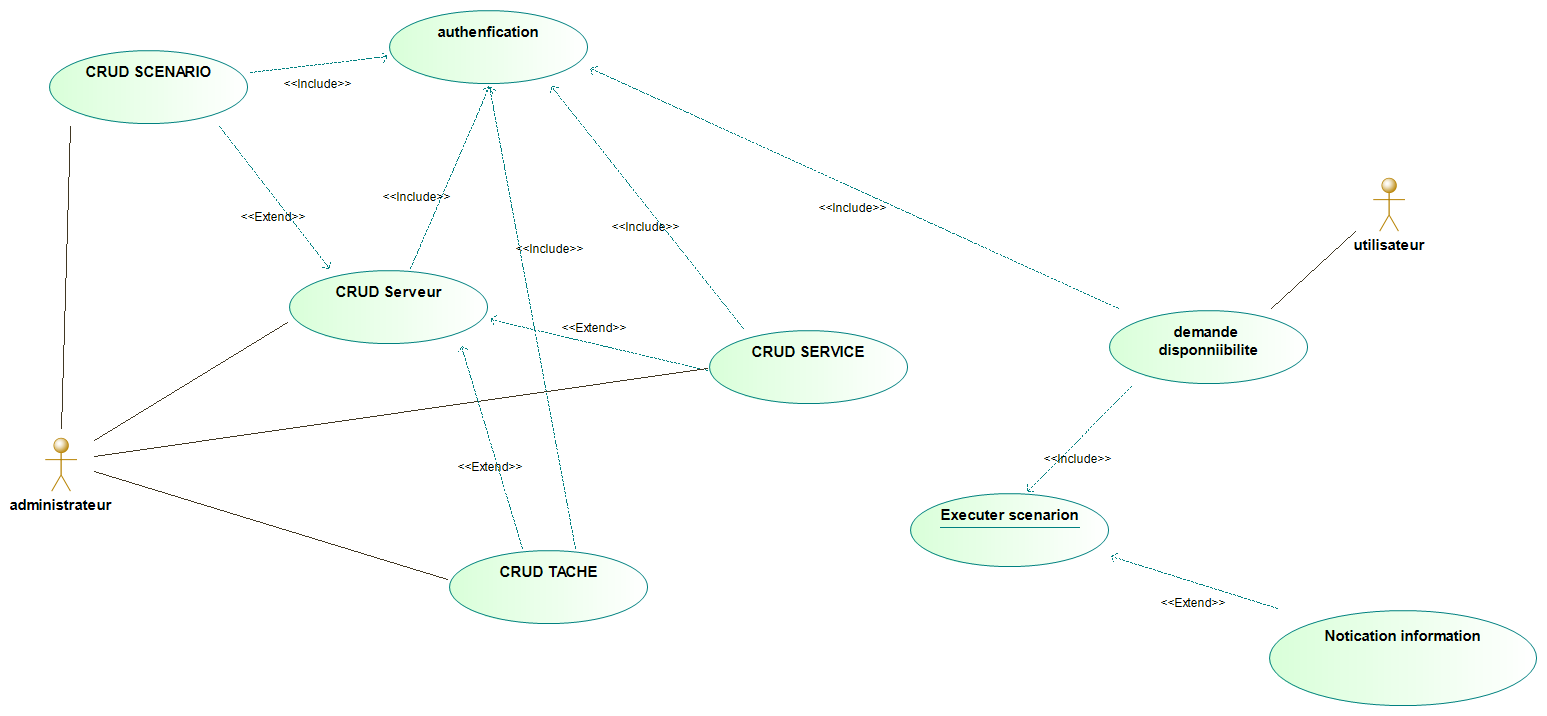 authenfication
CRUD SCENARIO
<<Include>>
<<Include>>
<<Include>>
<<Extend>>
<<Include>>
<<Include>>
utilisateur
CRUD Serveur
<<Extend>>
demande
disponniibilite
CRUD SERVICE
<<Extend>>
<<Include>>
administrateur
Executer scenarion
CRUD TACHE
<<Extend>>
Notication information